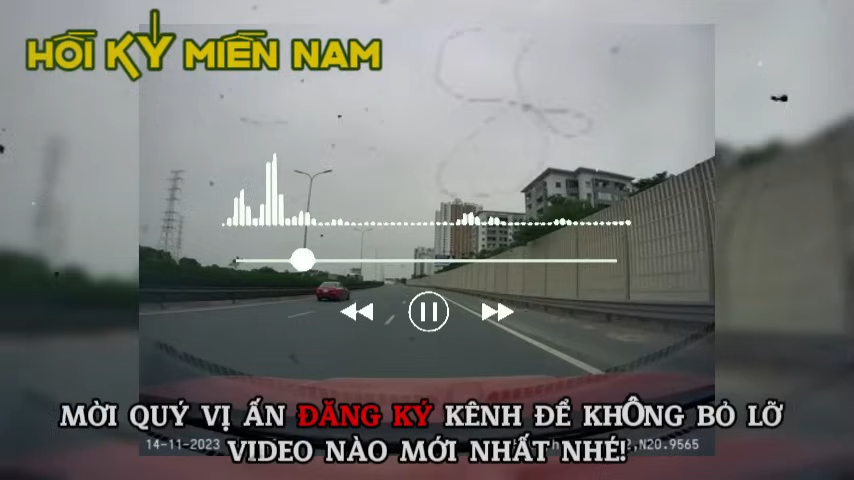 HỒI KÝ MIỀN NAM
MỜI QUÝ VỊ ẤN ĐĂNG KÝ KÊNH ĐỂ KHÔNG BỎ LỠ
14-11-2023
VIDEO NÀO MỚI NHẤT NHÉ!
N20.9565